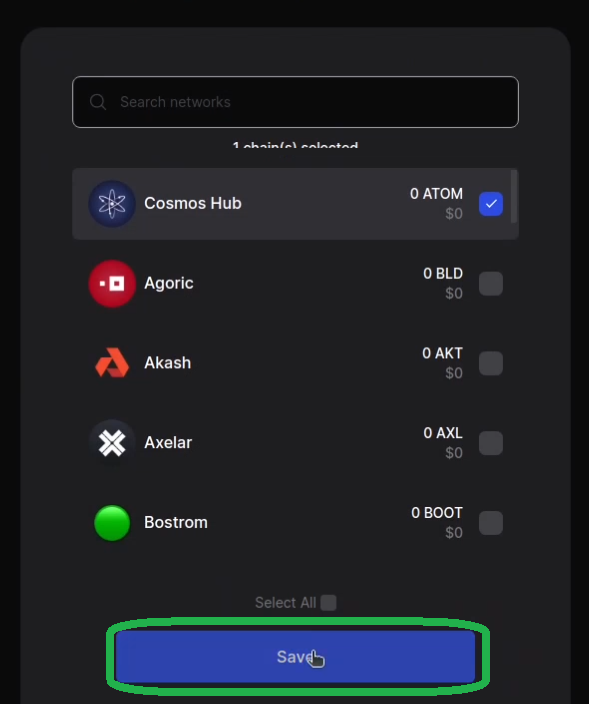 Search networks
1 chain(s) selected
Cosmos Hub
0 ATOM
$0
Agoric
0 BLD
$0
Akash
0 AKT
$0
Axelar
0 AXL
$0
Bostrom
0 BOOT
$0
Select All
Save